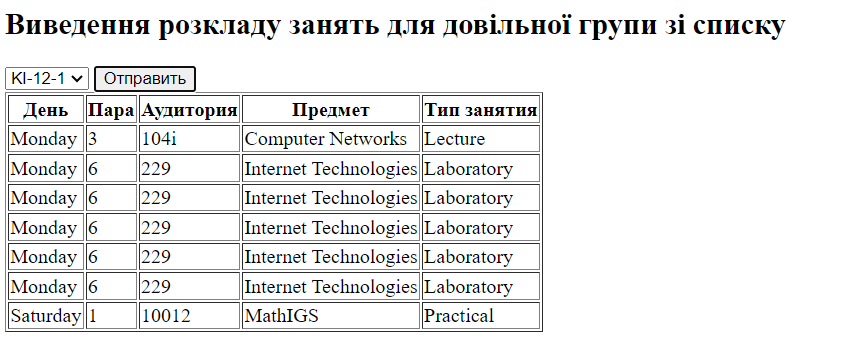 Виведення розкладу занять для довільної групи зі списку
KI-12-1 Отправить
День Пара Аудитория Предмет Тип занятия
Monday 3 104i Computer Networks Lecture
Monday 6 229 Internet Technologies Laboratory
Monday 6 229 Internet Technologies Laboratory
Monday 6 229 Internet Technologies Laboratory
Monday 6 229 Internet Technologies Laboratory
Monday 6 229 Internet Technologies Laboratory
Saturday 1 10012 MathIGS Practical